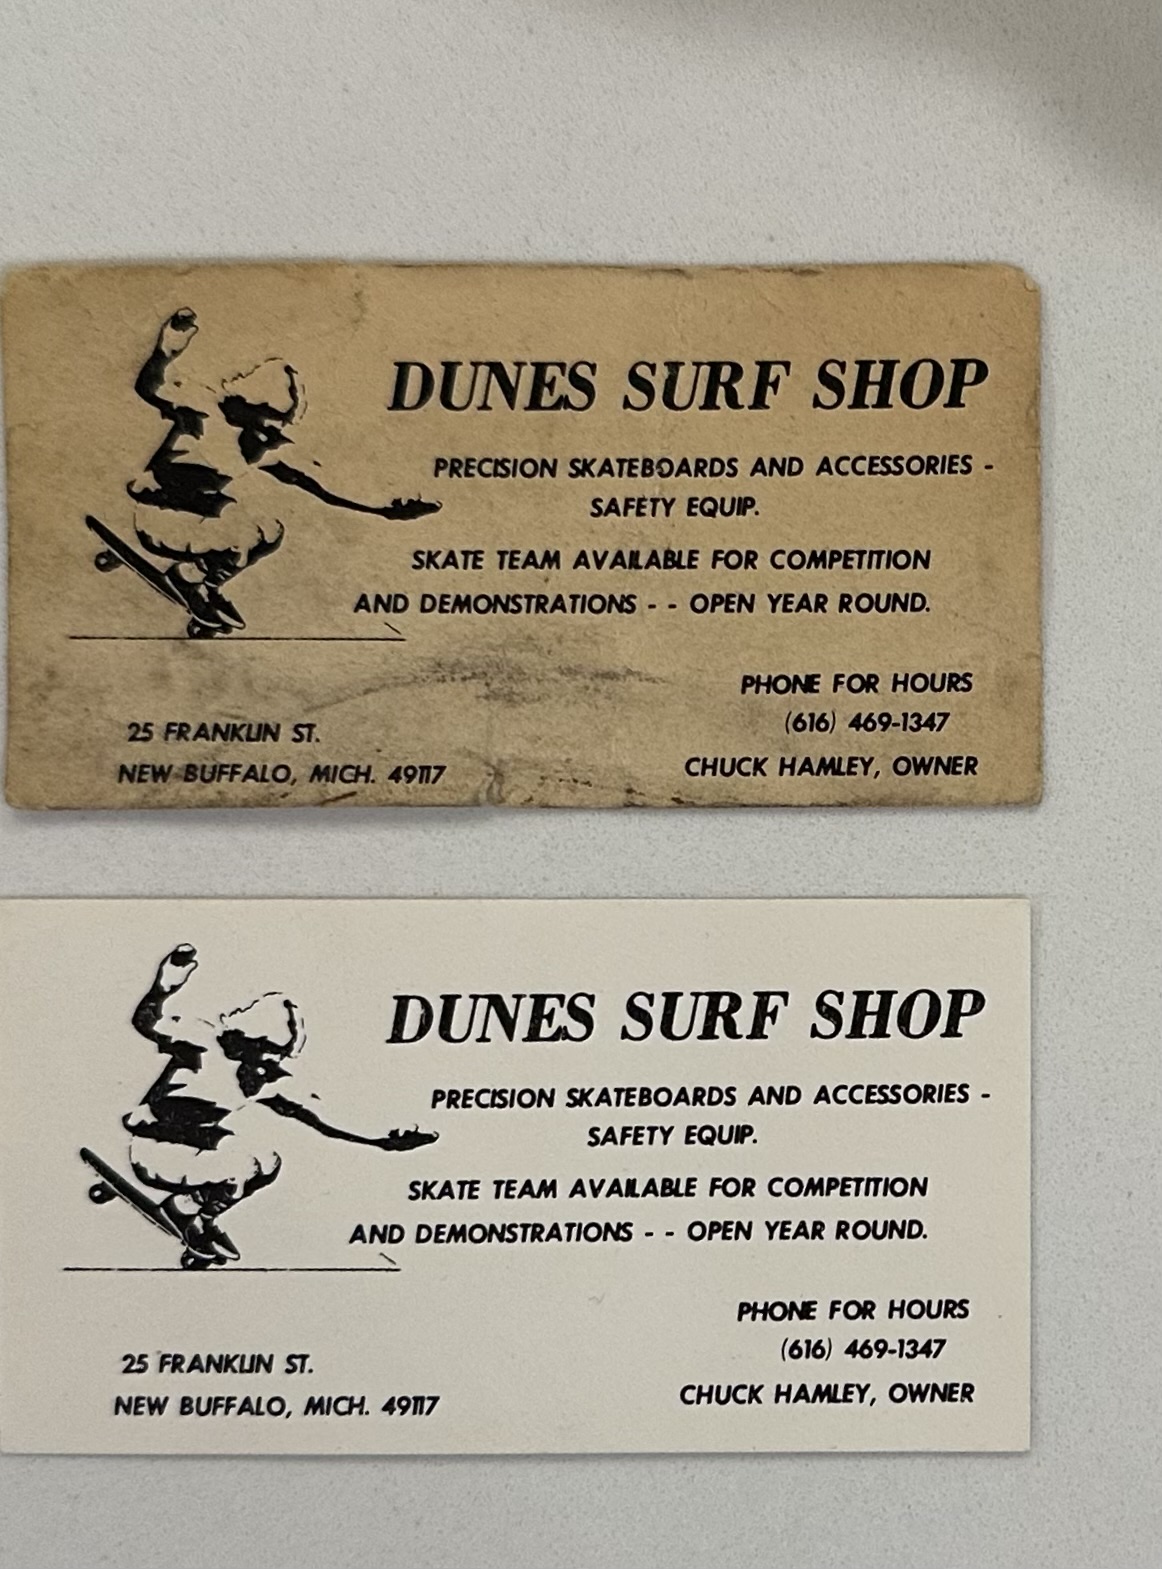 DUNES SURF SHOP
PRECISION SKATEBOARDS AND ACCESSORIES -
SAFETY EQUIP.
SKATE TEAM AVAILABLE FOR COMPETITION
AND DEMONSTRATIONS - - OPEN YEAR ROUND.
PHONE FOR HOURS
(616) 469-1347
CHUCK HAMLEY, OWNER
25 FRANKLIN ST.
NEW BUFFALO, MICH. 49117
DUNES SURF SHOP
PRECISION SKATEBOARDS AND ACCESSORIES -
SAFETY EQUIP.
SKATE TEAM AVAILABLE FOR COMPETITION
AND DEMONSTRATIONS - - OPEN YEAR ROUND.
PHONE FOR HOURS
(616) 469-1347
CHUCK HAMLEY, OWNER
25 FRANKLIN ST.
NEW BUFFALO, MICH. 49117